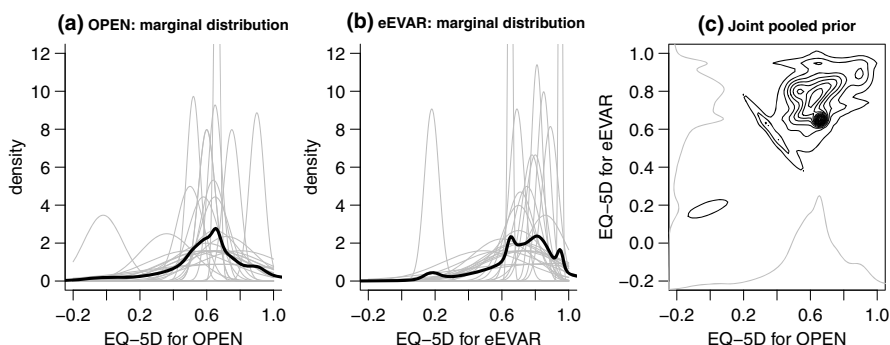 (a) OPEN: marginal distribution
12
10
8
6
4
2
0
density
−0.2 0.2 0.6 1.0
EQ−5D for OPEN
(b) eEVAR: marginal distribution
12
10
8
6
4
2
0
density
−0.2 0.2 0.6 1.0
EQ−5D for eEVAR
(c) Joint pooled prior
1.0
0.8
0.6
0.4
0.2
0.0
−0.2
EQ−5D for eEVAR
−0.2 0.2 0.6 1.0
EQ−5D for OPEN